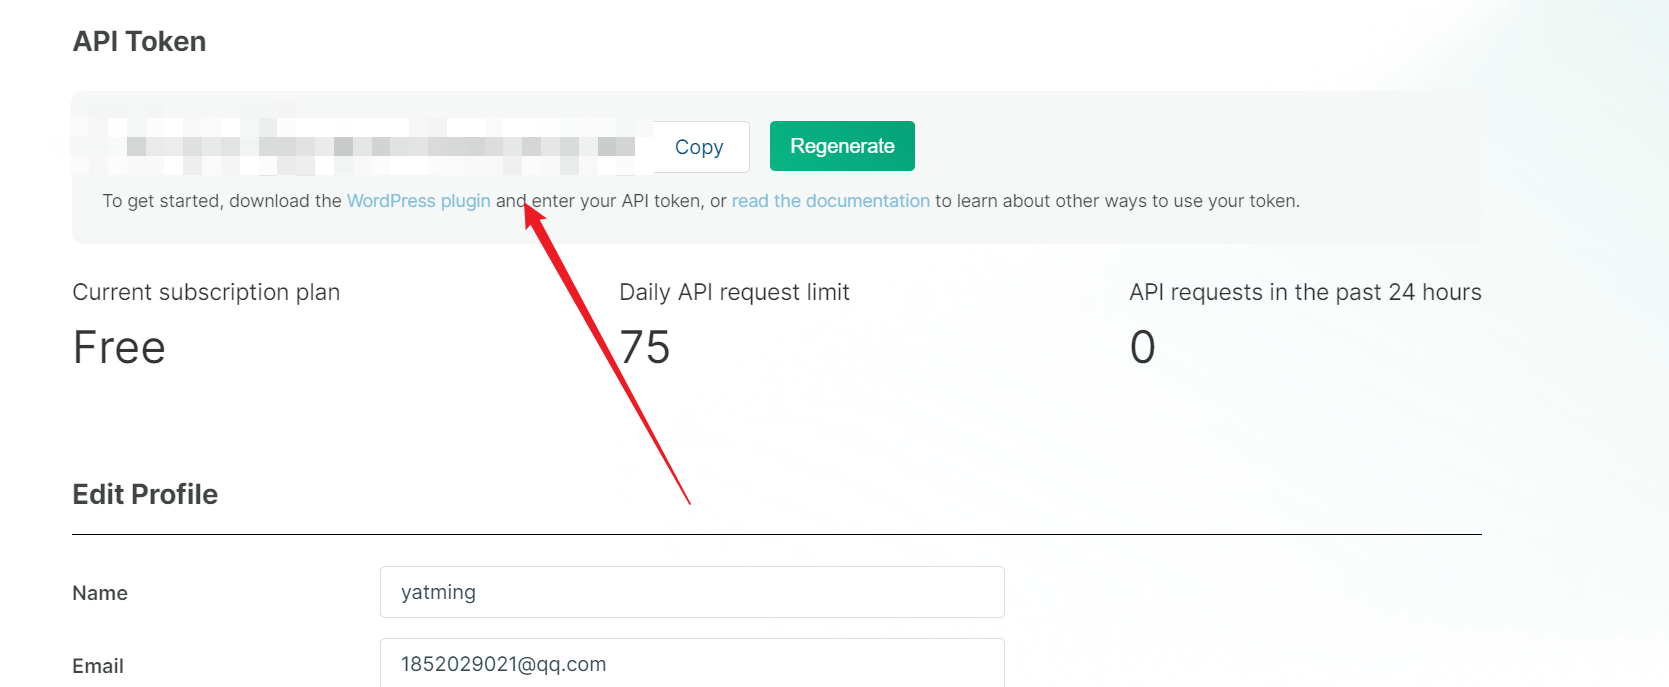 API Token
Copy
Regenerate
To get started, download the WordPress plugin and enter your API token, or read the documentation to learn about other ways to use your token.
Current subscription plan
Daily API request limit
API requests in the past 24 hours
Free
75
0
Edit Profile
Name
yatming
Email
1852029021@qq.com